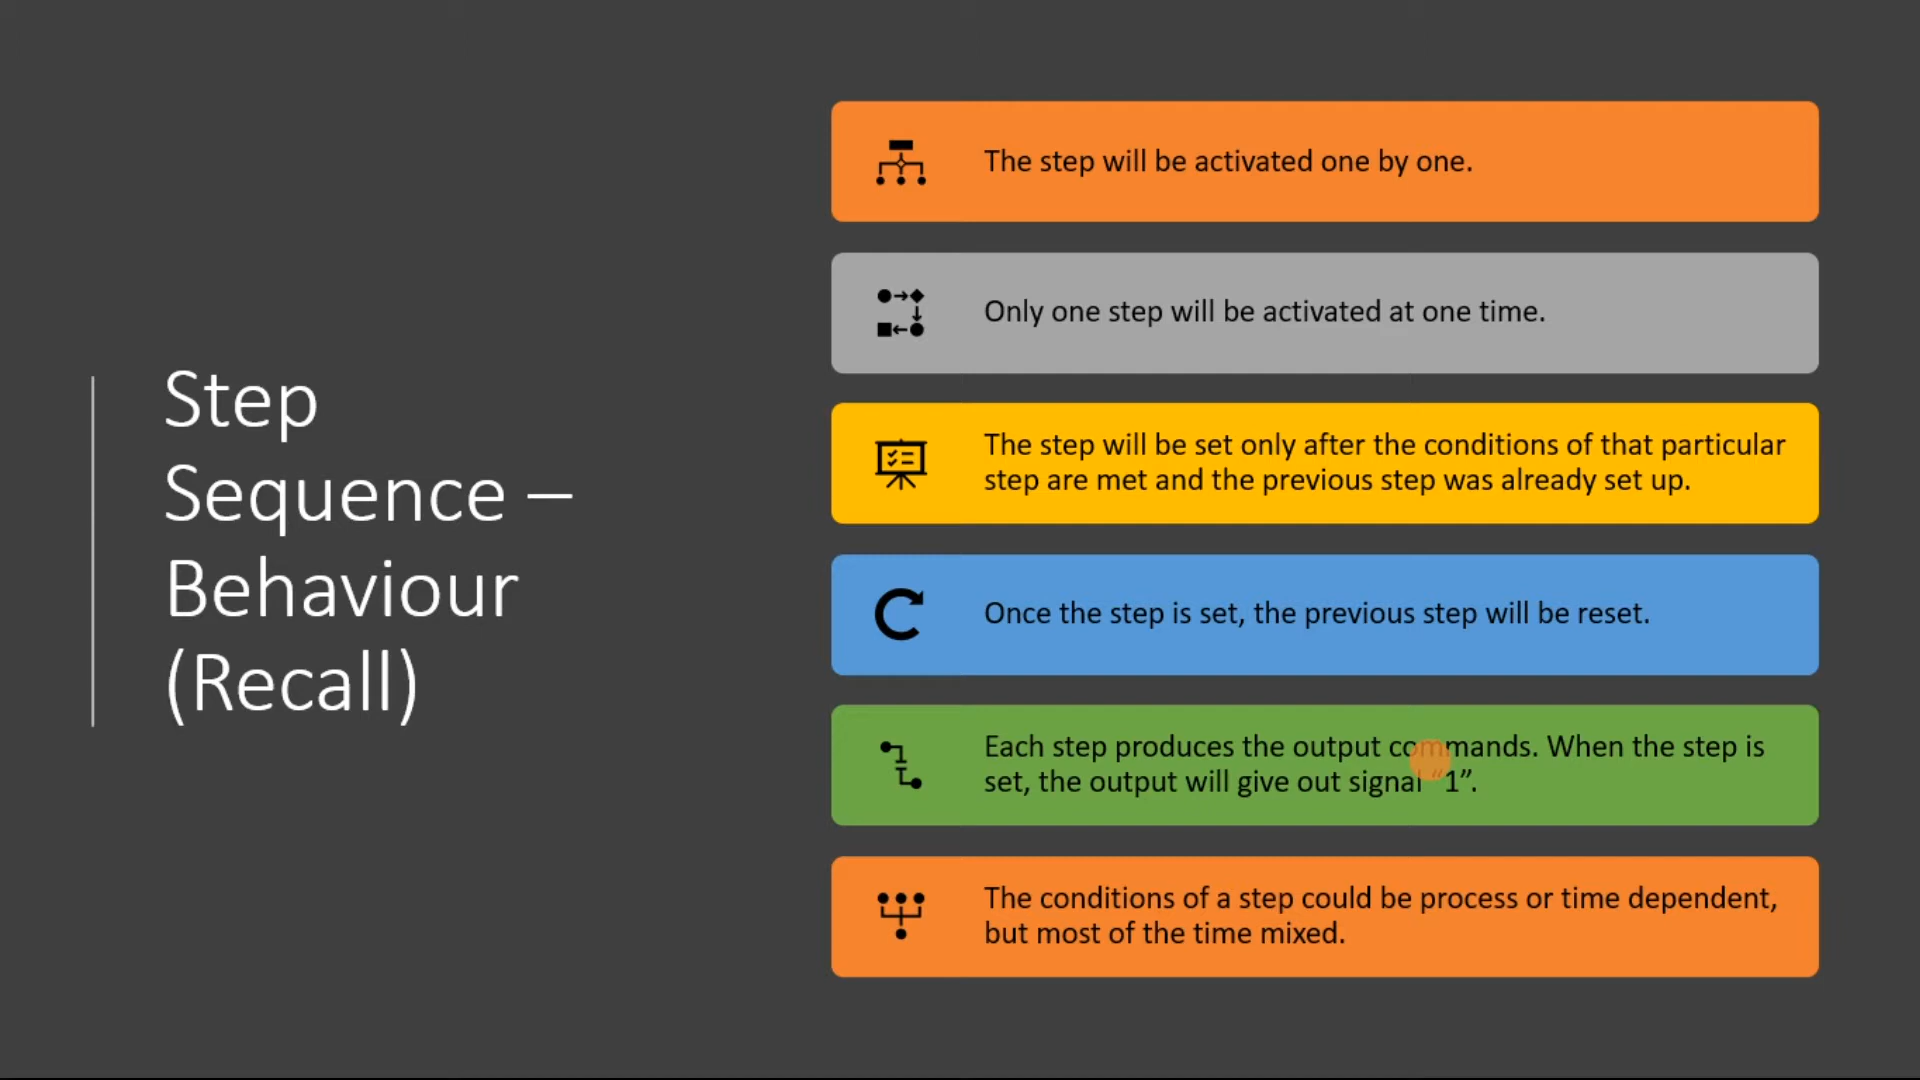 Step
Sequence –
Behaviour
(Recall)
The step will be activated one by one.
Only one step will be activated at one time.
The step will be set only after the conditions of that particular
step are met and the previous step was already set up.
Once the step is set, the previous step will be reset.
Each step produces the output commands. When the step is
set, the output will give out signal “1”.
The conditions of a step could be process or time dependent,
but most of the time mixed.